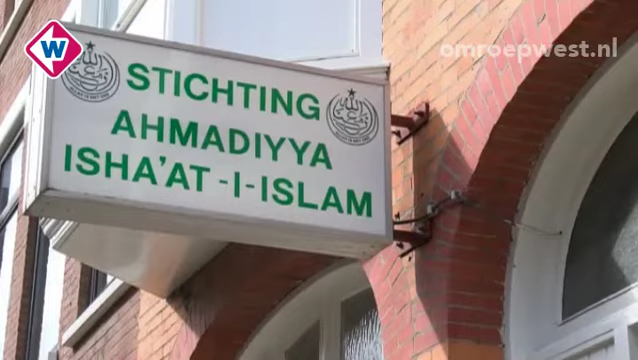 W
omroepwest.nl
STICHTING
AHMADIYYA
ISHA'AT-I-ISLAM